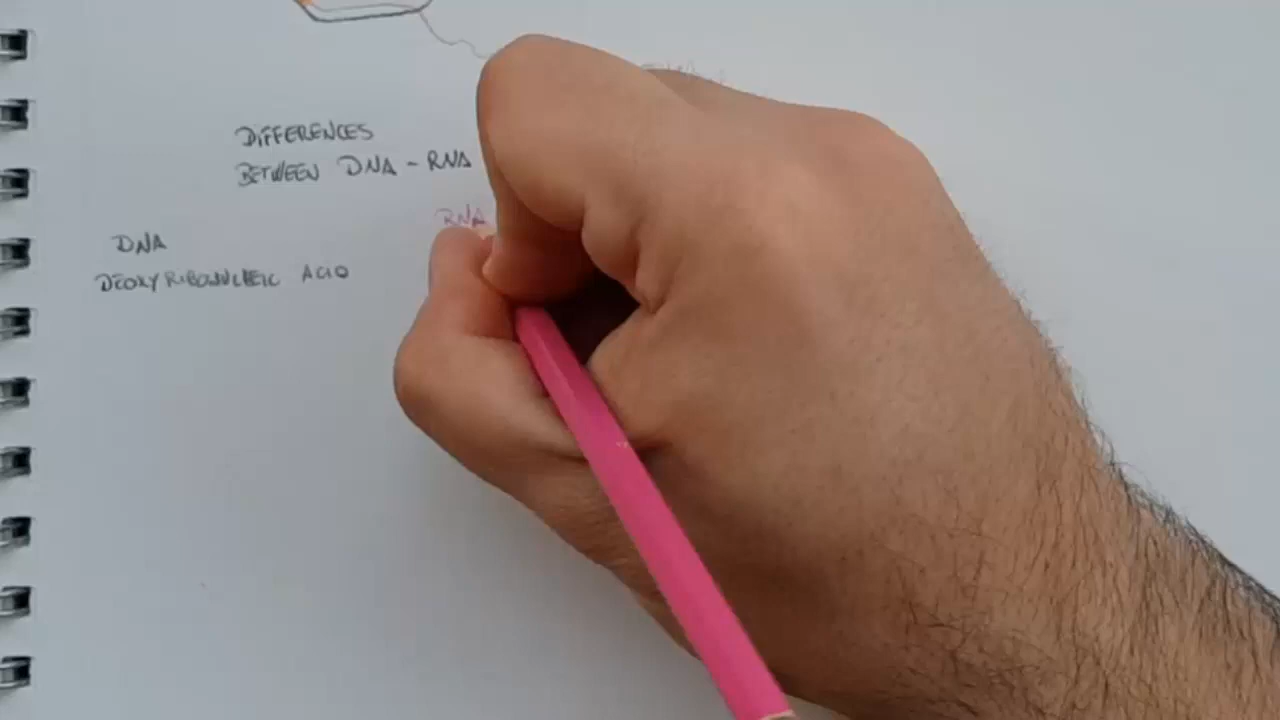 DIFFERENCES
BETWEEN DNA - RNA
RNA
DNA
DEOXYRIBONUCLEIC ACID